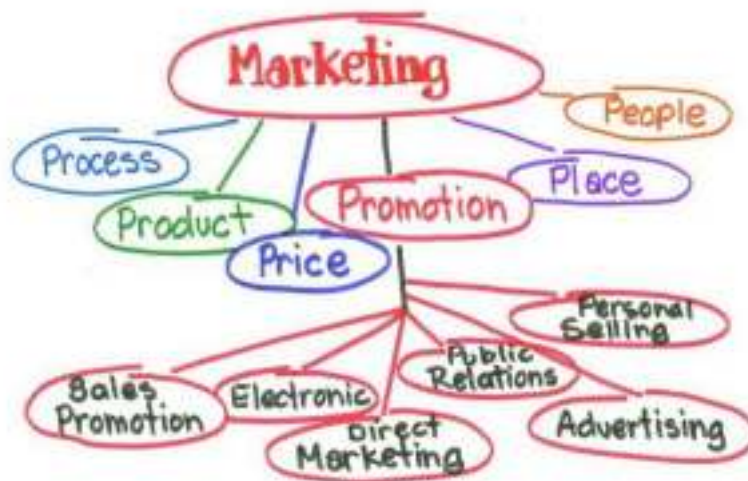 Marketing
People
Process
Place
Product
Promotion
Price
Personal
Selling
Public
Relations
Sales
Promotion
Electronic
Advertising
Direct
Marketing